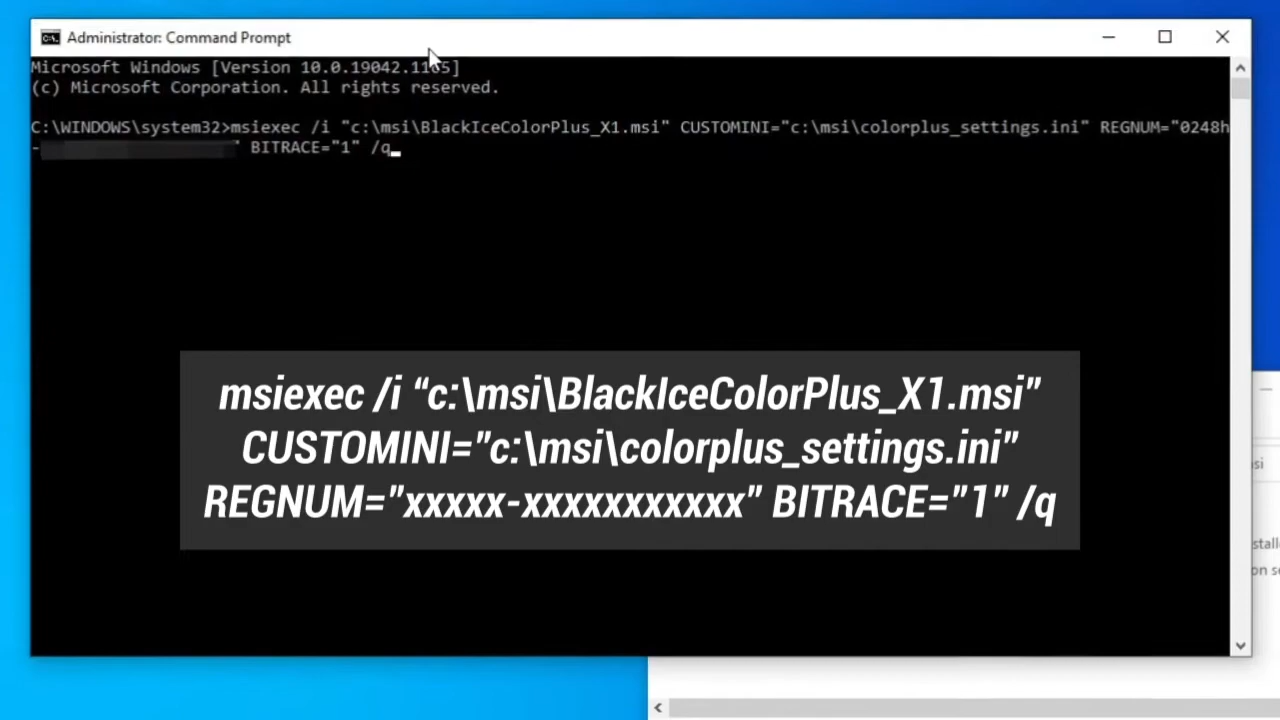 Administrator: Command Prompt
Microsoft Windows [Version 10.0.19042.1165]
(c) Microsoft Corporation. All rights reserved.
C:\WINDOWS\system32>msiexec /i "c:\msi\BlackIceColorPlus_X1.msi" CUSTOMINI="c:\msi\colorplus_settings.ini" REGNUM="0248h
-" BITRACE="1" /q
msiexec /i “c:\msi\BlackIceColorPlus_X1.msi”
CUSTOMINI="c:\msi\colorplus_settings.ini”
REGNUM="xxxxx-xxxxxxxxxxx" BITRACE="1" /q